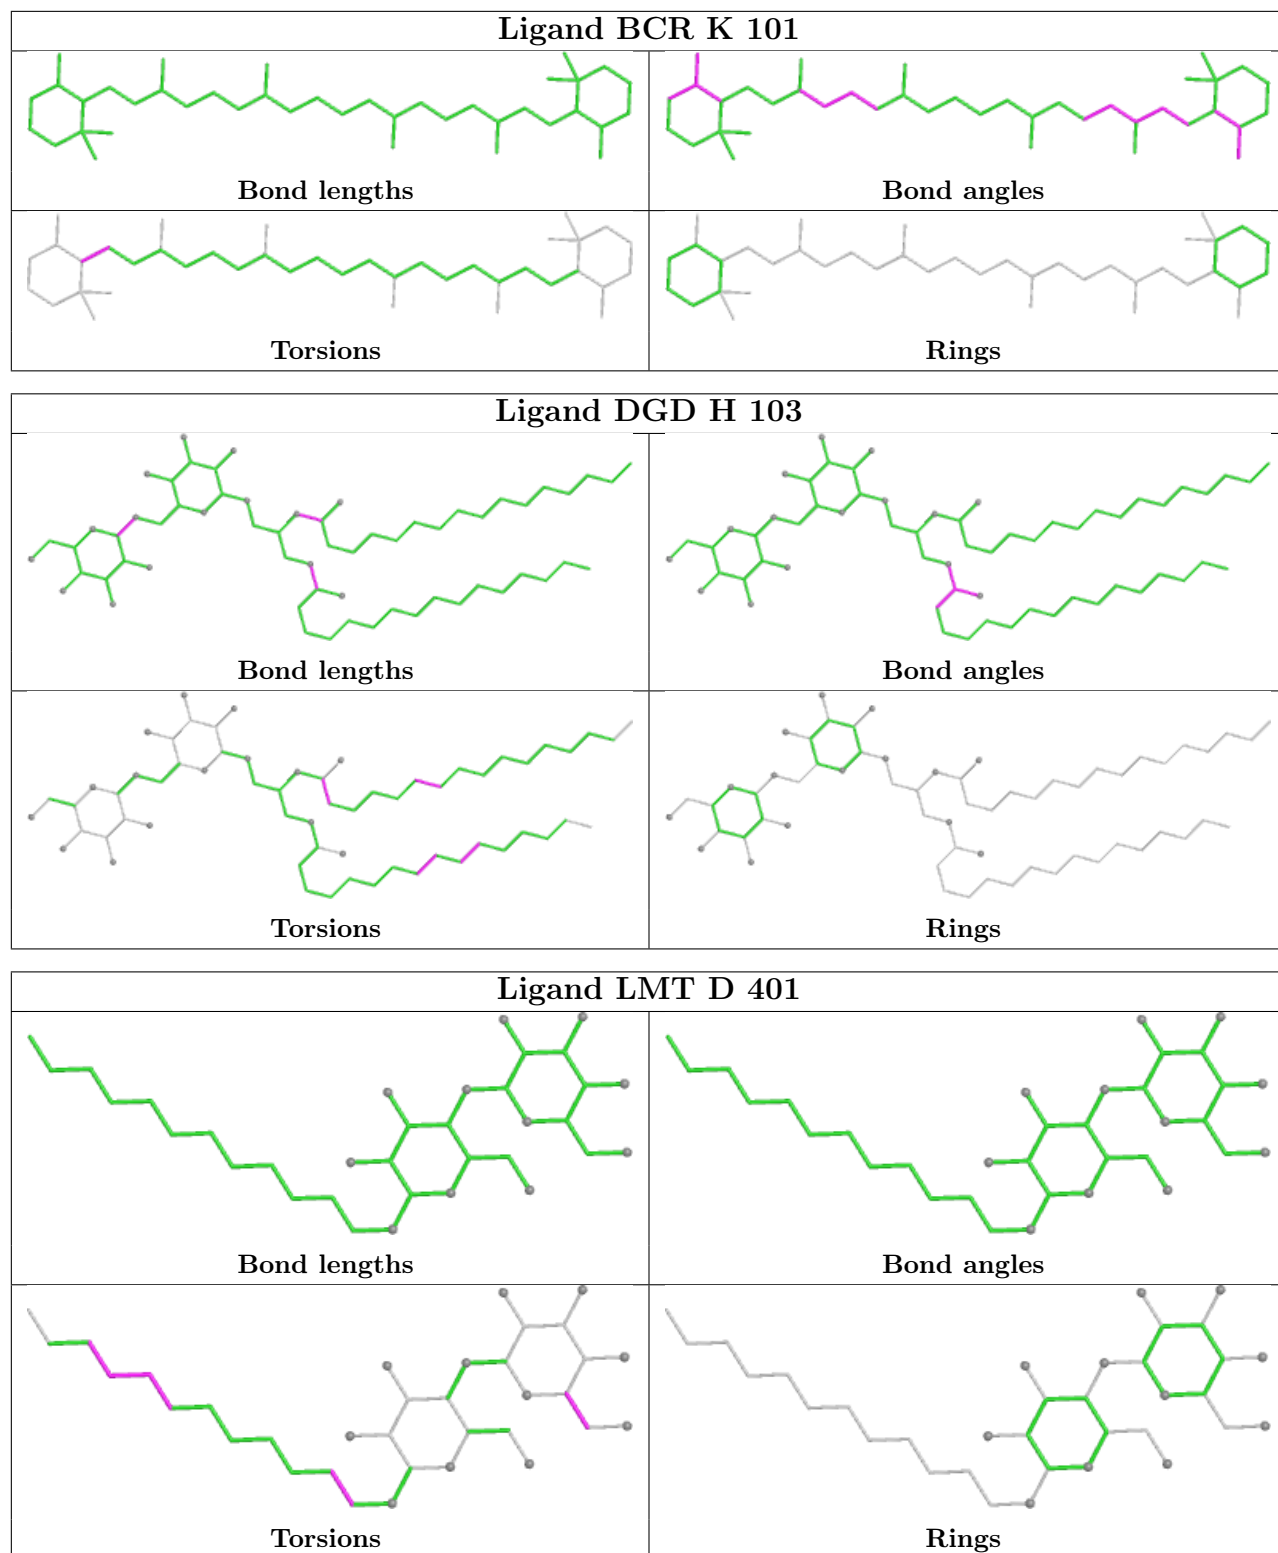 Ligand BCR K 101
Bond lengths
Bond angles
Torsions
Rings
Ligand DGD H 103
Bond lengths
Bond angles
Torsions
Rings
Ligand LMT D 401
Bond lengths
Bond angles
Torsions
Rings